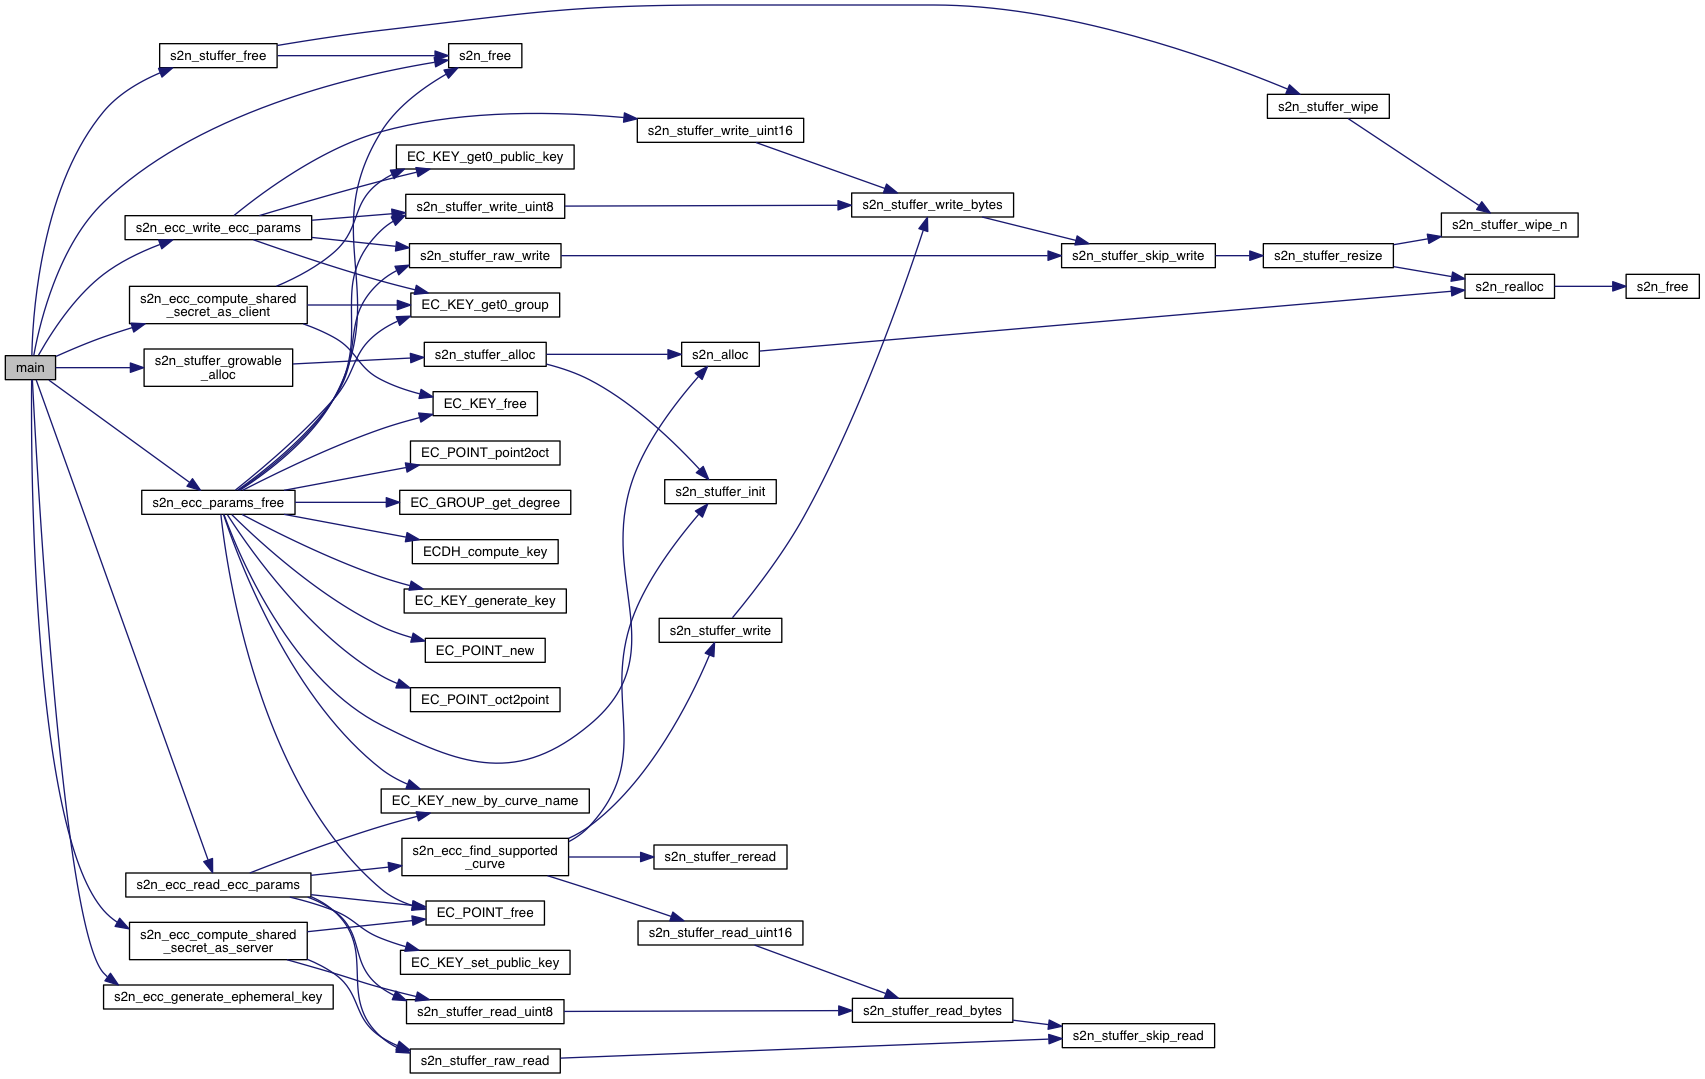 main
s2n_stuffer_free
s2n_ecc_write_ecc_params
s2n_ecc_compute_shared
_secret_as_client
s2n_stuffer_growable
_alloc
s2n_ecc_params_free
s2n_ecc_read_ecc_params
s2n_ecc_compute_shared
_secret_as_server
s2n_ecc_generate_ephemeral_key
s2n_free
EC_KEY_get0_public_key
s2n_stuffer_write_uint8
s2n_stuffer_raw_write
EC_KEY_get0_group
s2n_stuffer_alloc
EC_KEY_free
EC_POINT_point2oct
EC_GROUP_get_degree
ECDH_compute_key
EC_KEY_generate_key
EC_POINT_new
EC_POINT_oct2point
EC_KEY_new_by_curve_name
s2n_ecc_find_supported
_curve
EC_POINT_free
EC_KEY_set_public_key
s2n_stuffer_read_uint8
s2n_stuffer_raw_read
s2n_stuffer_write_uint16
s2n_alloc
s2n_stuffer_init
s2n_stuffer_write
s2n_stuffer_reread
s2n_stuffer_read_uint16
s2n_stuffer_write_bytes
s2n_stuffer_read_bytes
s2n_stuffer_skip_write
s2n_stuffer_skip_read
s2n_stuffer_wipe
s2n_stuffer_resize
s2n_stuffer_wipe_n
s2n_realloc
s2n_free